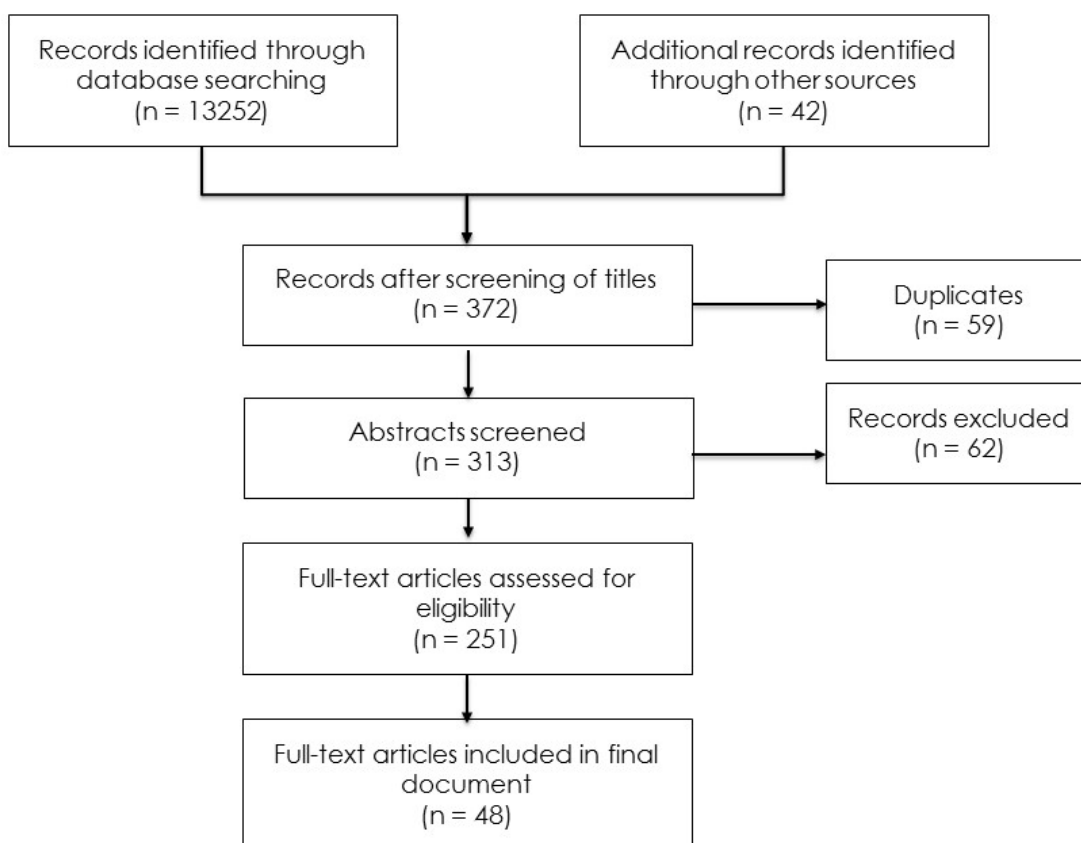 Records identified through
database searching
(n = 13252)
Additional records identified
through other sources
(n = 42)
Records after screening of titles
(n = 372)
Duplicates
(n = 59)
Abstracts screened
(n = 313)
Records excluded
(n = 62)
Full-text articles assessed for
eligibility
(n = 251)
Full-text articles included in final
document
(n = 48)